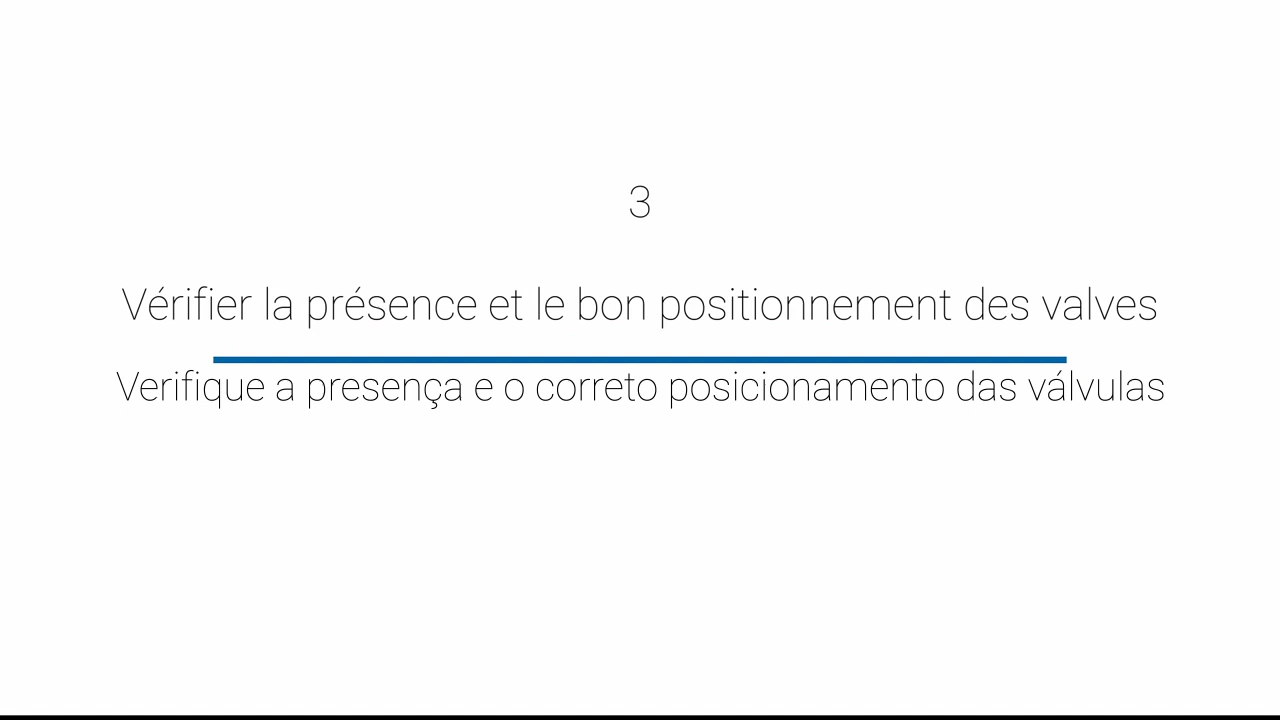 3
Vérifier la présence et le bon positionnement des valves
Verifique a presença e o correto posicionamento das válvulas